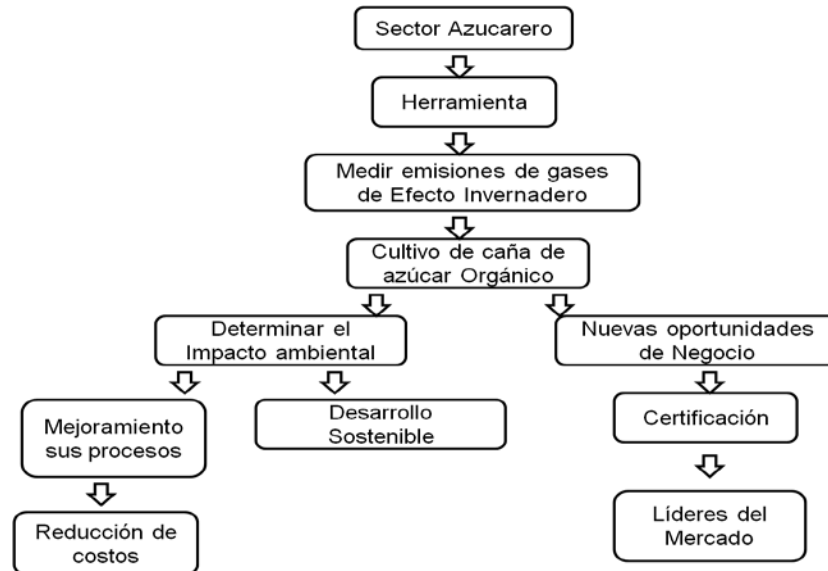 Sector Azucarero
Herramienta
Medir emisiones de gases
de Efecto Invernadero
Cultivo de caña de
azúcar Orgánico
Determinar el
Impacto ambiental
Nuevas oportunidades
de Negocio
Mejoramiento
sus procesos
Desarrollo
Sostenible
Certificación
Reducción de
costos
Líderes del
Mercado